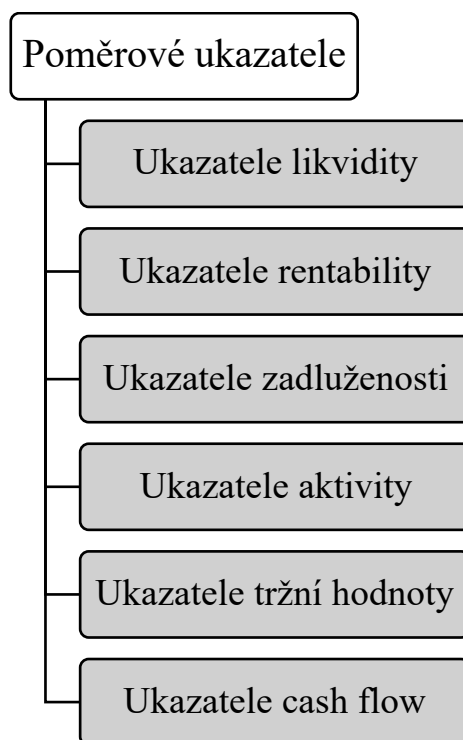 Poměrové ukazatele
Ukazatele likvidity
Ukazatele rentability
Ukazatele zadluženosti
Ukazatele aktivity
Ukazatele tržní hodnoty
Ukazatele cash flow